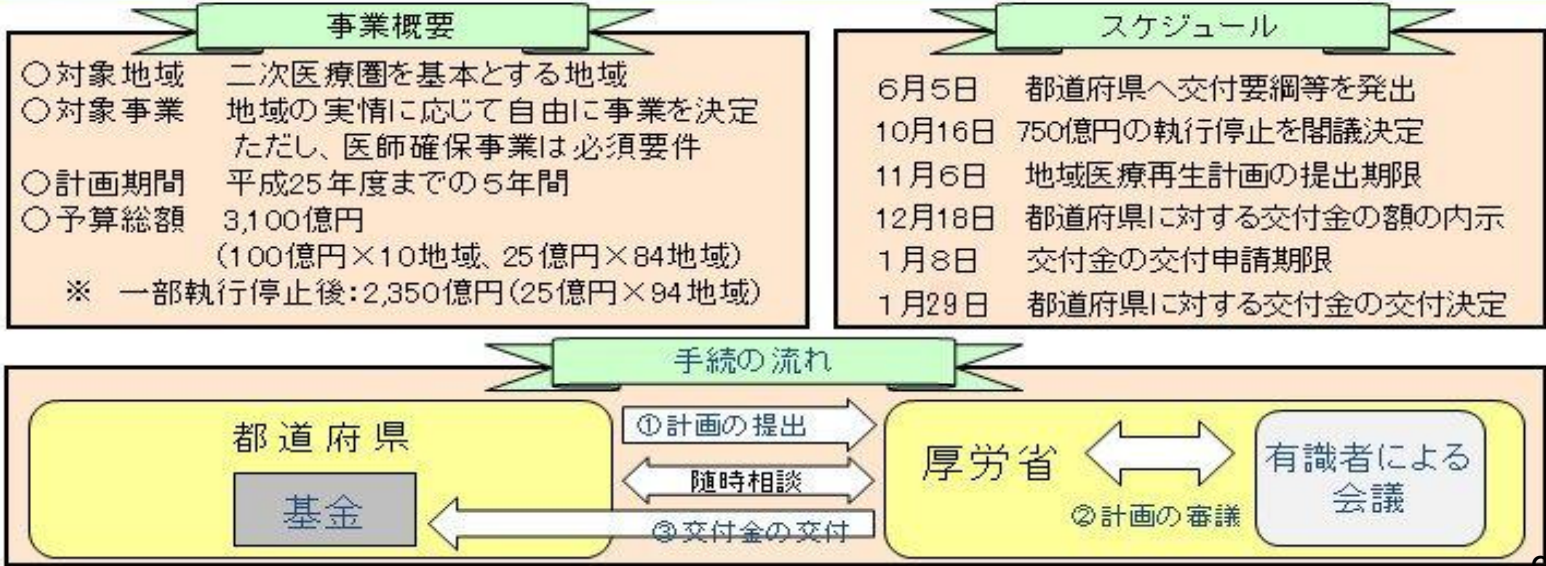 事業概要
○対象地域 二次医療圏を基本とする地域
○対象事業 地域の実情に応じて自由に事業を決定
ただし、医師確保事業は必須要件
○計画期間 平成25年度までの5年間
○予算総額 3,100億円
(100億円×10地域、25億円×84地域)
※ 一部執行停止後:2,350億円(25億円×94地域)
スケジュール
6月5日 都道府県へ交付要綱等を発出
10月16日 750億円の執行停止を閣議決定
11月6日 地域医療再生計画の提出期限
12月18日 都道府県に対する交付金の額の内示
1月8日 交付金の交付申請期限
1月29日 都道府県に対する交付金の交付決定
手続の流れ
都道府県
基金
①計画の提出
随時相談
③交付金の交付
厚労省
②計画の審議
有識者による
会議